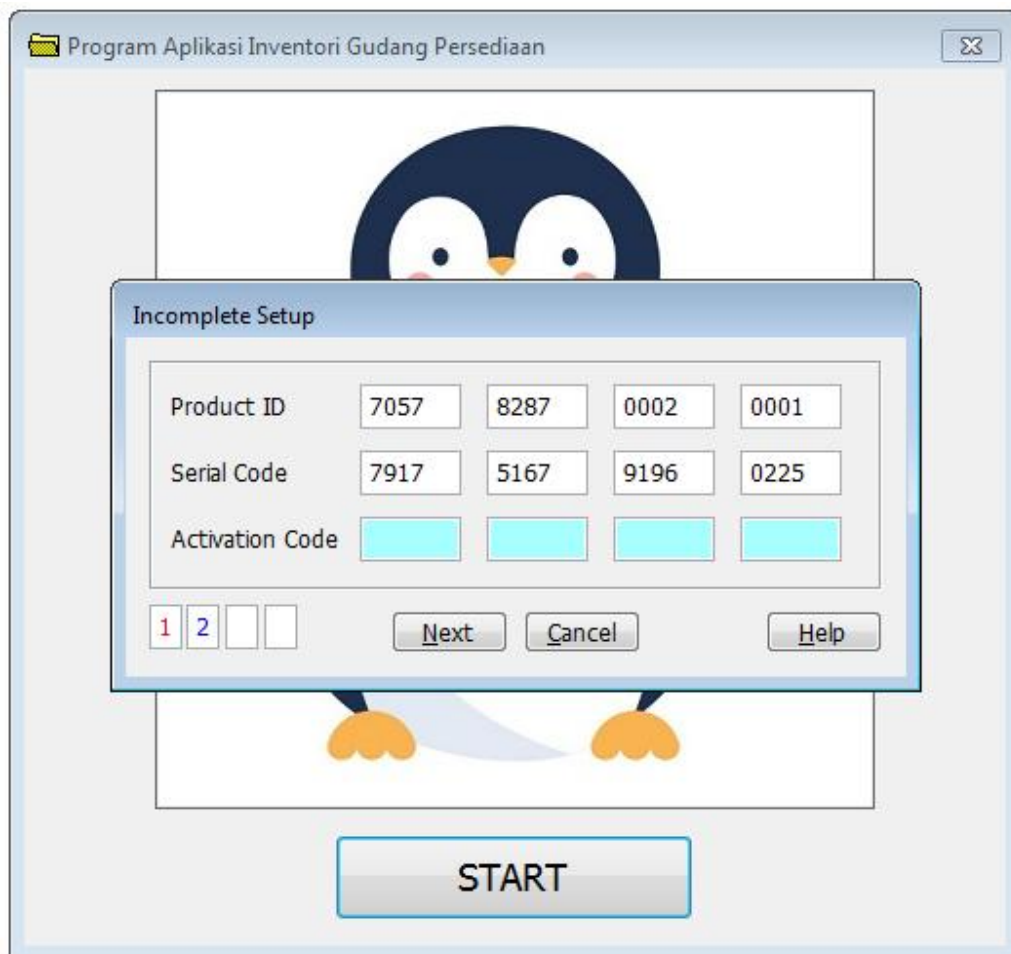 Program Aplikasi Inventori Gudang Persediaan
Incomplete Setup
Product ID 7057 8287 0002 0001
Serial Code 7917 5167 9196 0225
Activation Code
1 2 Next Cancel Help
START